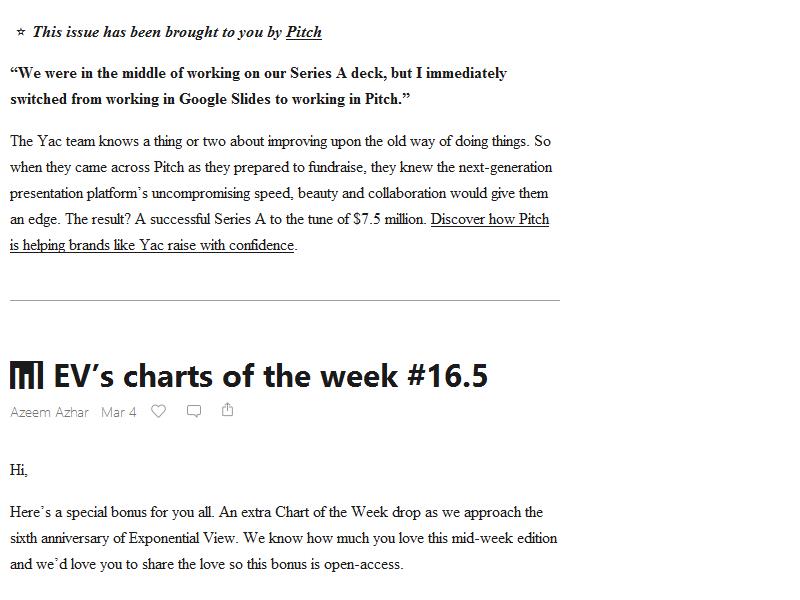 ☆ This issue has been brought to you by Pitch
“We were in the middle of working on our Series A deck, but I immediately
switched from working in Google Slides to working in Pitch.”
The Yac team knows a thing or two about improving upon the old way of doing things. So
when they came across Pitch as they prepared to fundraise, they knew the next-generation
presentation platform’s uncompromising speed, beauty and collaboration would give them
an edge. The result? A successful Series A to the tune of $7.5 million. Discover how Pitch
is helping brands like Yac raise with confidence.
EV’s charts of the week #16.5
Azeem Azhar Mar 4
Hi,
Here’s a special bonus for you all. An extra Chart of the Week drop as we approach the
sixth anniversary of Exponential View. We know how much you love this mid-week edition
and we’d love you to share the love so this bonus is open-access.